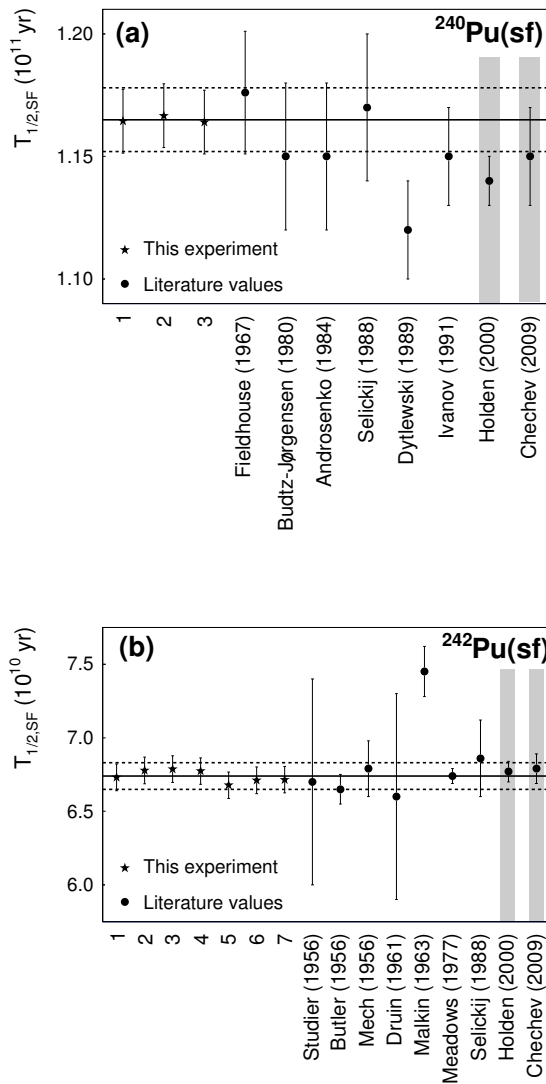 (a)
240Pu(sf)
T1/2,SF (10^11 yr)
1.20
1.15
1.10
★ This experiment
● Literature values
1
2
3
Fieldhouse (1967)
Budtz-Jørgensen (1980)
Androsenko (1984)
Selickij (1988)
Dytlewski (1989)
Ivanov (1991)
Holden (2000)
Chechev (2009)
(b)
242Pu(sf)
T1/2,SF (10^10 yr)
7.5
7.0
6.5
6.0
★ This experiment
● Literature values
1
2
3
4
5
6
7
Studier (1956)
Butler (1956)
Mech (1956)
Druin (1961)
Malkin (1963)
Meadows (1977)
Selickij (1988)
Holden (2000)
Chechev (2009)